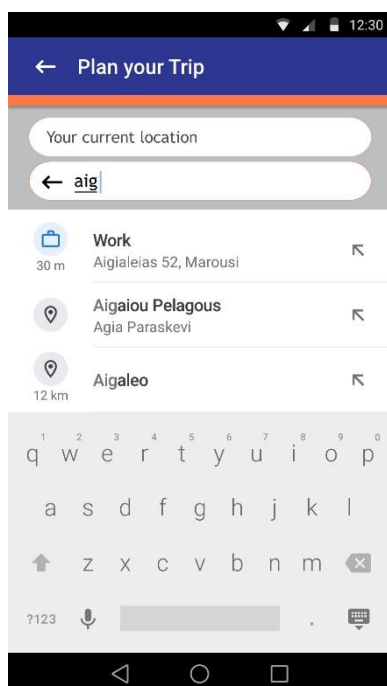 12:30
Plan your Trip
Your current location
aig
Work
30 m
Aigialeias 52, Marousi
Aigaiou Pelagous
Agia Paraskevi
Aigaleo
12 km
1 2 3 4 5 6 7 8 9 0
q w e r t y u i o p
a s d f g h j k l
z x c v b n m
?123 .